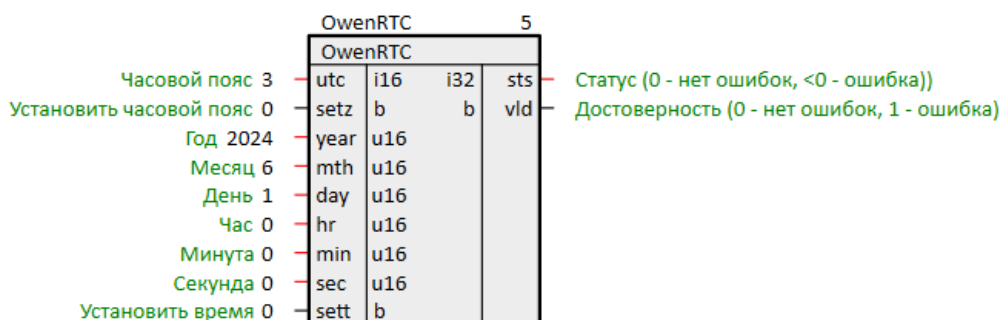 OwenRTC 5
OwenRTC
Часовой пояс 3 utc i16 i32 sts Статус (0 - нет ошибок, <0 - ошибка))
Установить часовой пояс 0 setz b b vld Достоверность (0 - нет ошибок, 1 - ошибка)
Год 2024 year u16
Месяц 6 mth u16
День 1 day u16
Час 0 hr u16
Минута 0 min u16
Секунда 0 sec u16
Установить время 0 sett b